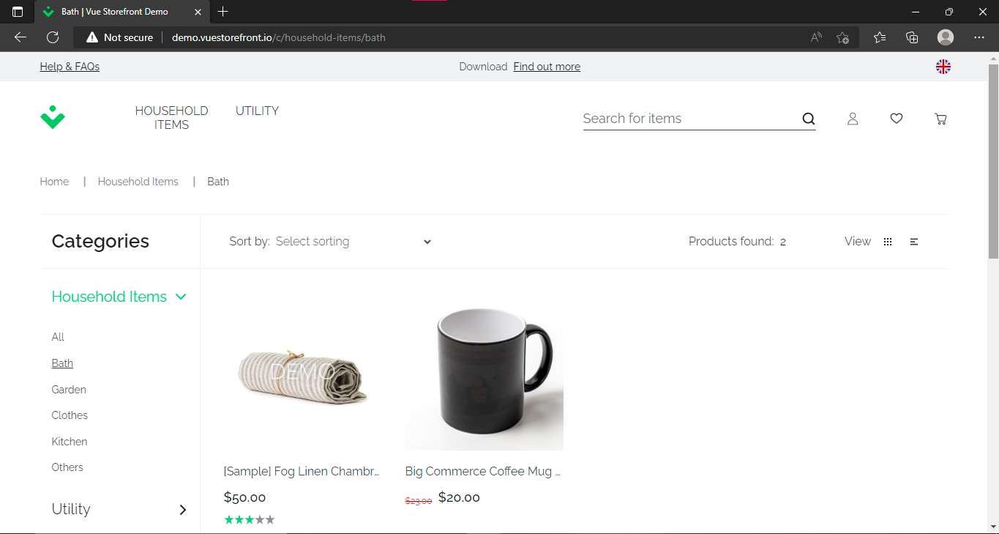 Bath | Vue Storefront Demo
Not secure
demo.vuestorefront.io/c/household-items/bath
Help & FAQs
Download Find out more
HOUSEHOLD
ITEMS
UTILITY
Search for items
Home | Household Items | Bath
Categories
Sort by: Select sorting
Products found: 2
View
Household Items
All
Bath
Garden
Clothes
Kitchen
Others
Utility
DEMO
[Sample] Fog Linen Chambr...
$50.00
Big Commerce Coffee Mug ...
$23.00 $20.00